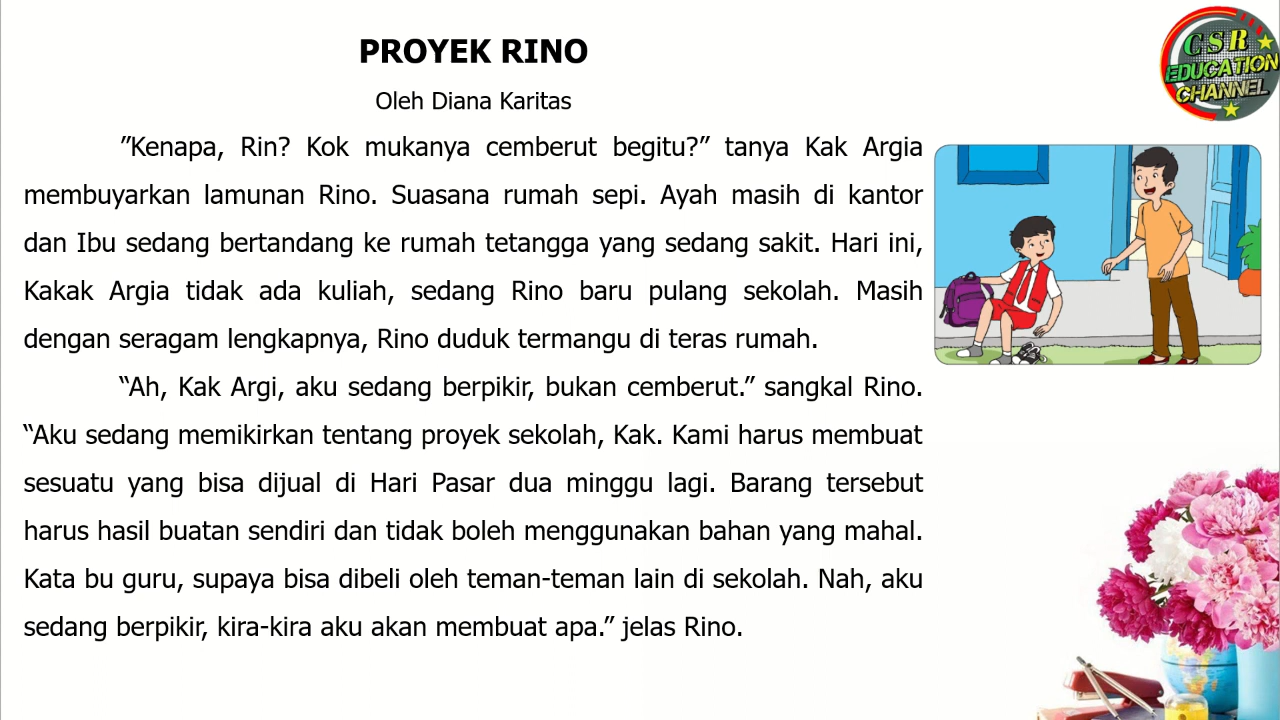 PROYEK RINO
Oleh Diana Karitas
”Kenapa, Rin? Kok mukanya cemberut begitu?” tanya Kak Argia
membuyarkan lamunan Rino. Suasana rumah sepi. Ayah masih di kantor
dan Ibu sedang bertandang ke rumah tetangga yang sedang sakit. Hari ini,
Kakak Argia tidak ada kuliah, sedang Rino baru pulang sekolah. Masih
dengan seragam lengkapnya, Rino duduk termangu di teras rumah.
“Ah, Kak Argi, aku sedang berpikir, bukan cemberut.” sangkal Rino.
“Aku sedang memikirkan tentang proyek sekolah, Kak. Kami harus membuat
sesuatu yang bisa dijual di Hari Pasar dua minggu lagi. Barang tersebut
harus hasil buatan sendiri dan tidak boleh menggunakan bahan yang mahal.
Kata bu guru, supaya bisa dibeli oleh teman-teman lain di sekolah. Nah, aku
sedang berpikir, kira-kira aku akan membuat apa.” jelas Rino.
CSR
EDUCATION
CHANNEL